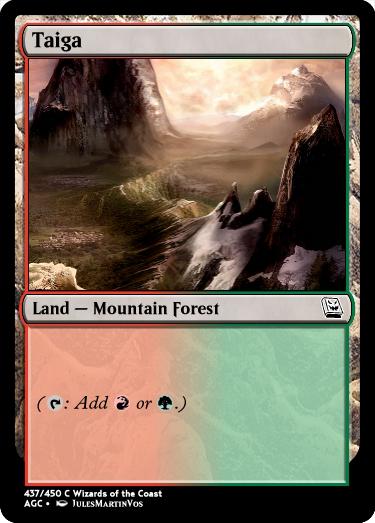 Taiga
Land — Mountain Forest
( : Add or .)
437/450 C Wizards of the Coast
AGC • JulesMartinVos